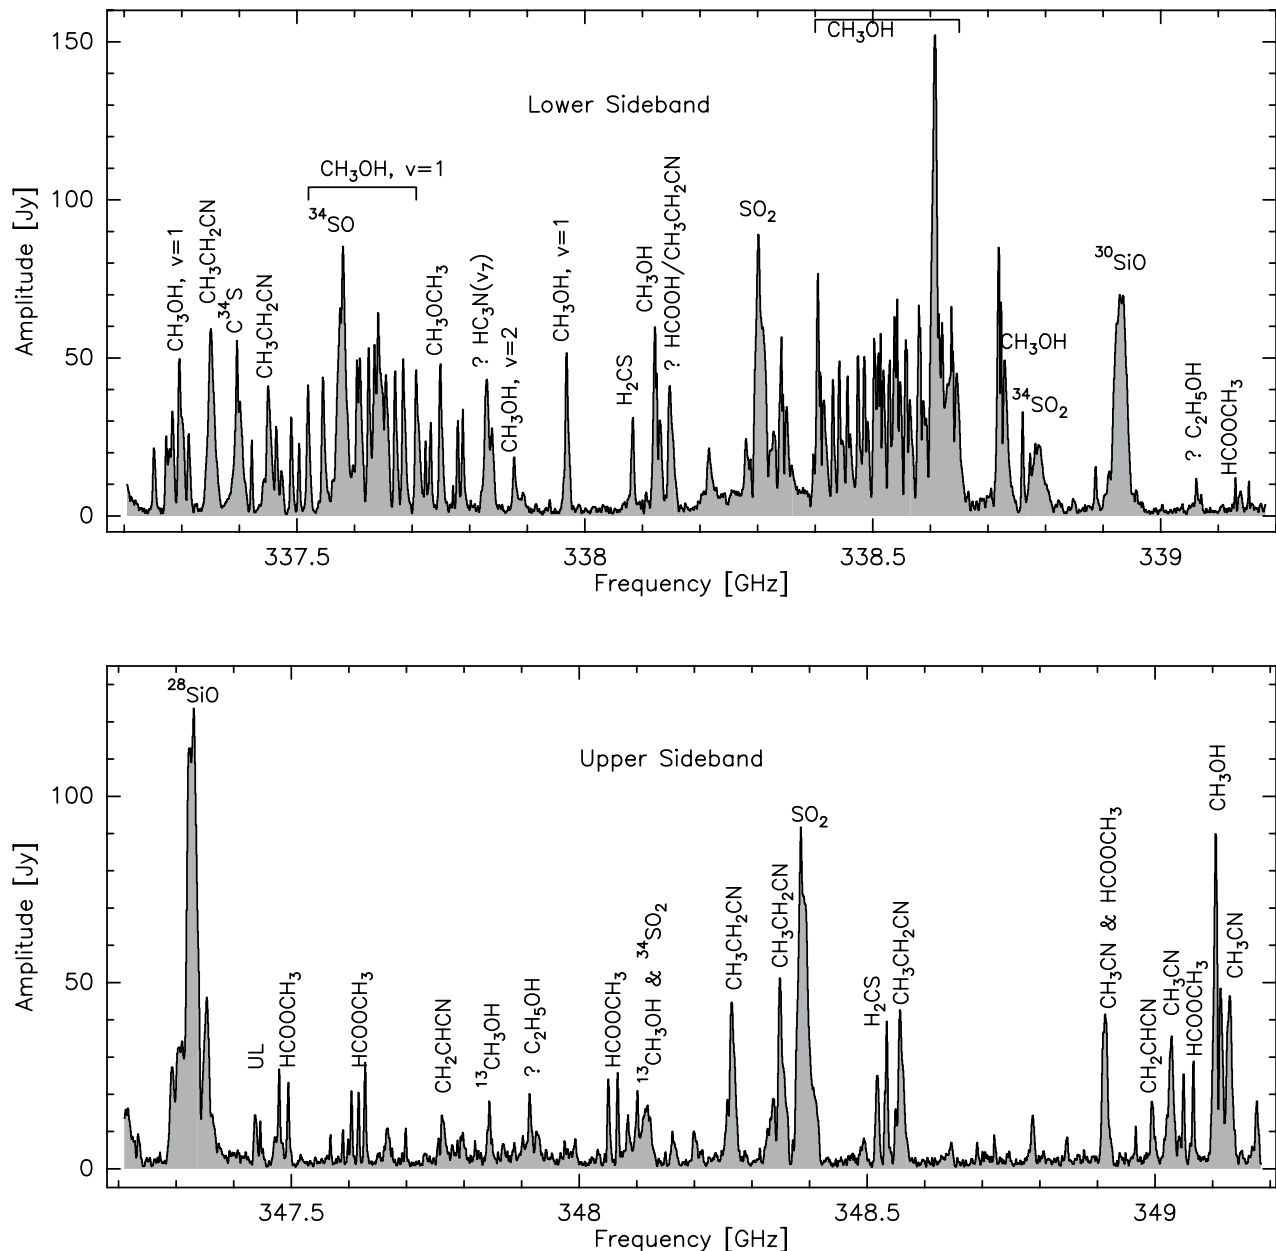 150
100
50
0
Amplitude [Jy]
Lower Sideband
CH₃OH, v=1
CH₃CH₂CN
C³⁴S
CH₃CH₂CN
CH₃OH, v=1
³⁴SO
CH₃OCH₃
? HC₃N(v₇)
CH₃OH, v=2
CH₃OH, v=1
H₂CS
CH₃OH
? HCOOH/CH₃CH₂CN
SO₂
CH₃OH
CH₃OH
³⁴SO₂
³⁰SiO
? C₂H₅OH
HCOOCH₃
337.5
338
338.5
339
Frequency [GHz]
100
50
0
Amplitude [Jy]
Upper Sideband
²⁸SiO
UL
HCOOCH₃
HCOOCH₃
CH₂CHCN
¹³CH₃OH
? C₂H₅OH
HCOOCH₃
¹³CH₃OH & ³⁴SO₂
CH₃CH₂CN
CH₃CH₂CN
SO₂
H₂CS
CH₃CH₂CN
CH₃CN & HCOOCH₃
CH₂CHCN
CH₃CN
HCOOCH₃
CH₃OH
CH₃CN
347.5
348
348.5
349
Frequency [GHz]